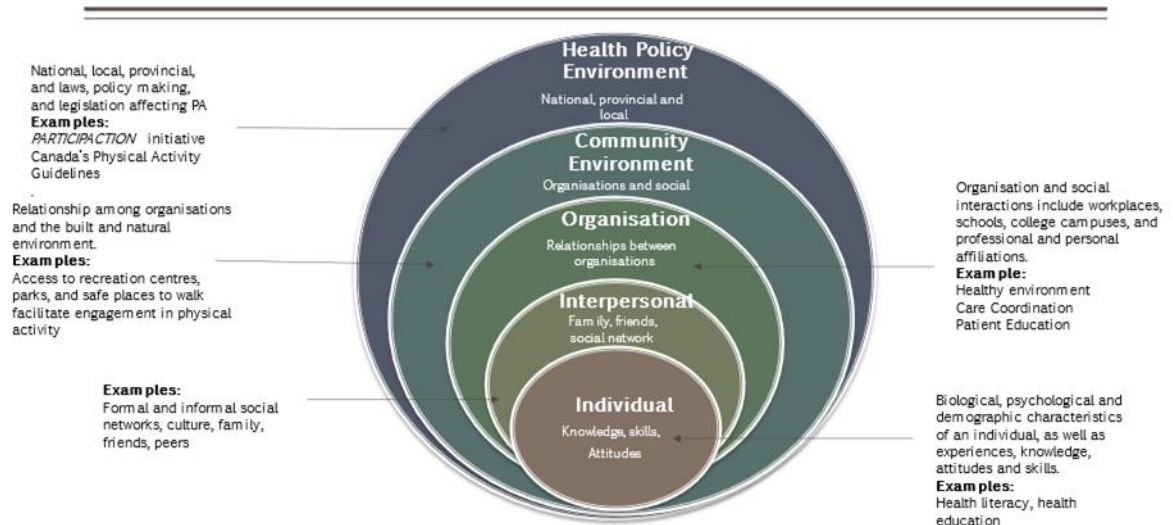 National, local, provincial,
and laws, policy making,
and legislation affecting PA
Examples:
PARTICIPACTION initiative
Canada's Physical Activity
Guidelines
.
Relationship among organisations
and the built and natural
environment.
Examples:
Access to recreation centres,
parks, and safe places to walk
facilitate engagement in physical
activity
Examples:
Formal and informal social
networks, culture, family,
friends, peers
Health Policy
Environment
National, provincial and
local
Community
Environment
Organisations and social
Organisation
Relationships between
organisations
Interpersonal
Family, friends,
social network
Individual
Knowledge, skills,
Attitudes
Organisation and social
interactions include workplaces,
schools, college campuses, and
professional and personal
affiliations.
Example:
Healthy environment
Care Coordination
Patient Education
Biological, psychological and
demographic characteristics
of an individual, as well as
experiences, knowledge,
attitudes and skills.
Examples:
Health literacy, health
education